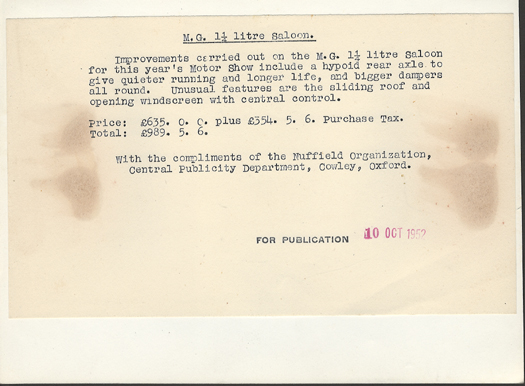 M.G. 1¼ litre Saloon.
Improvements carried out on the M.G. 1¼ litre Saloon
for this year's Motor Show include a hypoid rear axle to
give quieter running and longer life, and bigger dampers
all round. Unusual features are the sliding roof and
opening windscreen with central control.
Price: £635. 0. 0. plus £354. 5. 6. Purchase Tax.
Total: £989. 5. 6.
With the compliments of the Nuffield Organization,
Central Publicity Department, Cowley, Oxford.
FOR PUBLICATION 10 OCT 1952